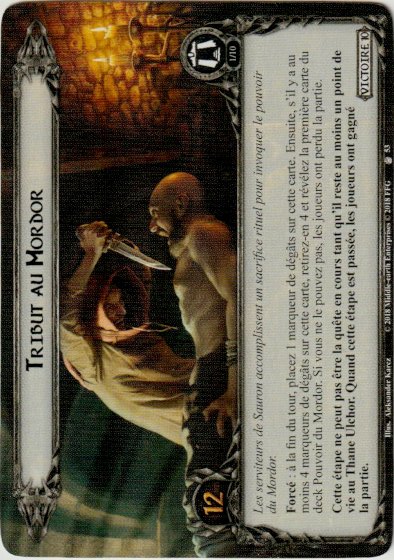 TRIBUT AU MORDOR
1/10
12
Les serviteurs de Sauron accomplissent un sacrifice rituel pour invoquer le pouvoir
du Mordor.
Forcé : à la fin du tour, placez 1 marqueur de dégâts sur cette carte. Ensuite, s'il y a au
moins 4 marqueurs de dégâts sur cette carte, retirez-en 4 et révélez la première carte du
deck Pouvoir du Mordor. Si vous ne le pouvez pas, les joueurs ont perdu la partie.
Cette étape ne peut pas être la quête en cours tant qu'il reste au moins un point de
vie au Thane Ulchor. Quand cette étape est passée, les joueurs ont gagné
la partie.
VICTOIRE 10
Illus. Aleksander Karcz
© 2018 Middle-earth Enterprises © 2018 FFG
53